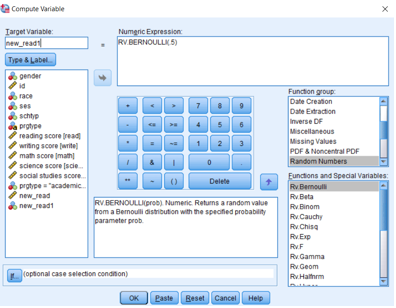 Compute Variable
Target Variable:
new_read1
=
Numeric Expression:
RV.BERNOULLI(.5)
Type & Label...
gender
id
race
ses
schtyp
prgtype
reading score [read]
writing score [write]
math score [math]
science score [scie...
social studies score...
prgtype = "academic...
new_read
new_read1
+ < > 7 8 9
- <= >= 4 5 6
* = ~= 1 2 3
/ & | 0 .
** ~ ( ) Delete
Function group:
Date Creation
Date Extraction
Inverse DF
Miscellaneous
Missing Values
PDF & Noncentral PDF
Random Numbers
Functions and Special Variables:
Rv.Bernoulli
Rv.Beta
Rv.Binom
Rv.Cauchy
Rv.Chisq
Rv.Exp
Rv.F
Rv.Gamma
Rv.Geom
Rv.Halfnrm
RV.BERNOULLI(prob). Numeric. Returns a random
value from a Bernoulli distribution with the specified probability
parameter prob.
If... (optional case selection condition)
OK Paste Reset Cancel Help